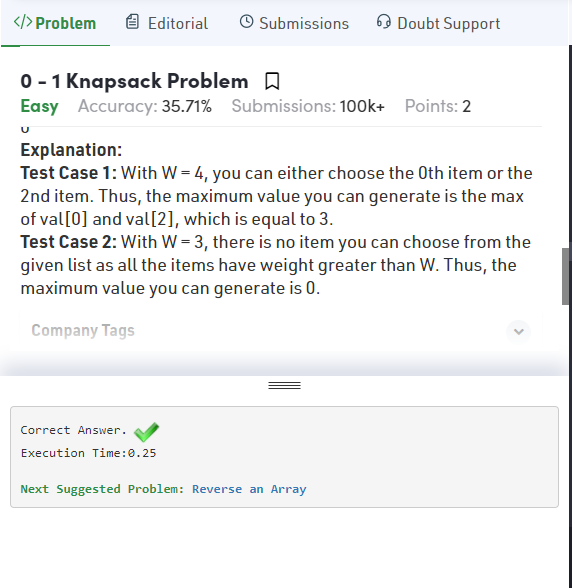 </> Problem Editorial Submissions Doubt Support
0 - 1 Knapsack Problem
Easy Accuracy: 35.71% Submissions: 100k+ Points: 2
Explanation:
Test Case 1: With W = 4, you can either choose the 0th item or the
2nd item. Thus, the maximum value you can generate is the max
of val[0] and val[2], which is equal to 3.
Test Case 2: With W = 3, there is no item you can choose from the
given list as all the items have weight greater than W. Thus, the
maximum value you can generate is 0.
Company Tags
Correct Answer.
Execution Time:0.25
Next Suggested Problem: Reverse an Array